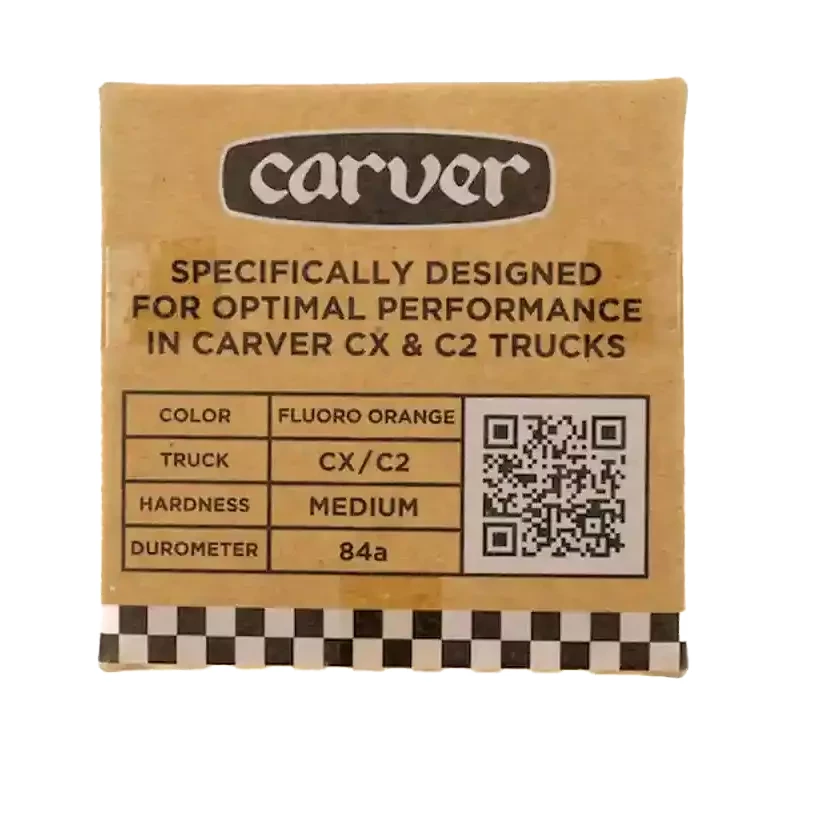 carver
SPECIFICALLY DESIGNED
FOR OPTIMAL PERFORMANCE
IN CARVER CX & C2 TRUCKS
COLOR FLUORO ORANGE
TRUCK CX/C2
HARDNESS MEDIUM
DUROMETER 84a